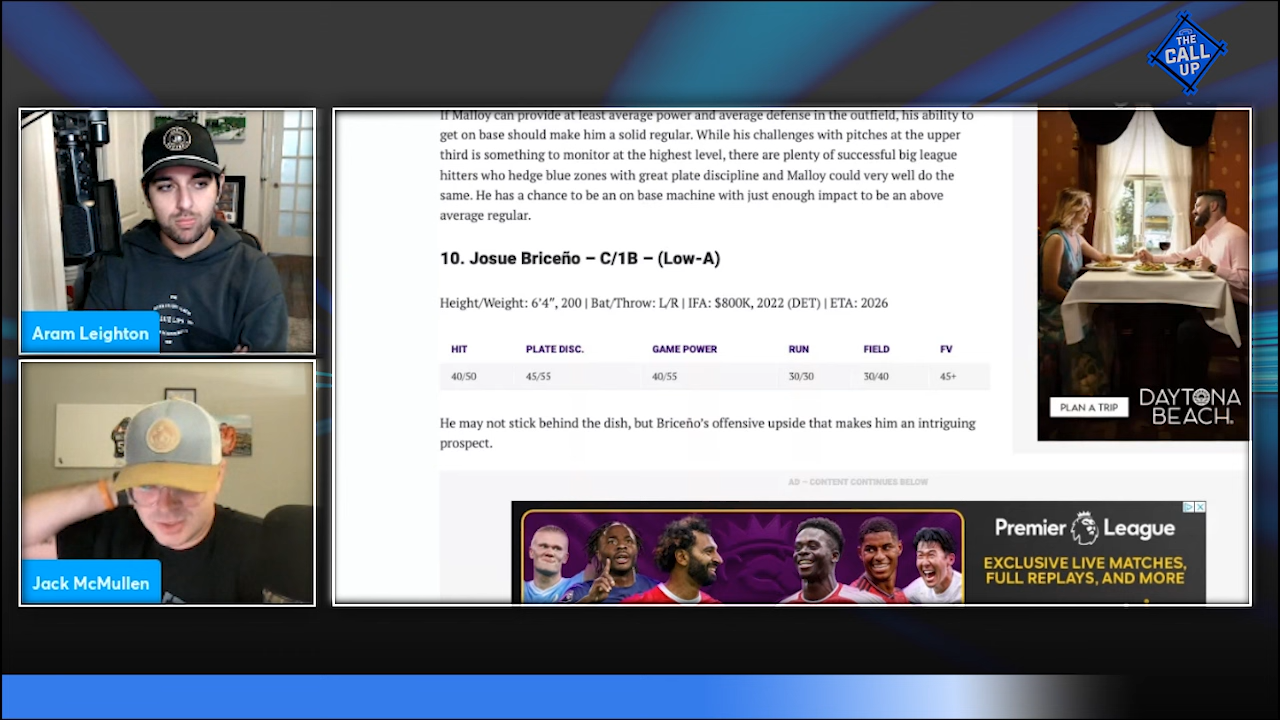 THE
CALL
UP
If Malloy can provide at least average power and average defense in the outfield, his ability to
get on base should make him a solid regular. While his challenges with pitches at the upper
third is something to monitor at the highest level, there are plenty of successful big league
hitters who hedge blue zones with great plate discipline and Malloy could very well do the
same. He has a chance to be an on base machine with just enough impact to be an above
average regular.
10. Josue Briceño – C/1B – (Low-A)
Height/Weight: 6'4", 200 | Bat/Throw: L/R | IFA: $800K, 2022 (DET) | ETA: 2026
HIT PLATE DISC. GAME POWER RUN FIELD FV
40/50 45/55 40/55 30/30 30/40 45+
He may not stick behind the dish, but Briceño's offensive upside that makes him an intriguing
prospect.
AD – CONTENT CONTINUES BELOW
Premier League
EXCLUSIVE LIVE MATCHES,
FULL REPLAYS, AND MORE
PLAN A TRIP
DAYTONA
BEACH.
Aram Leighton
Jack McMullen